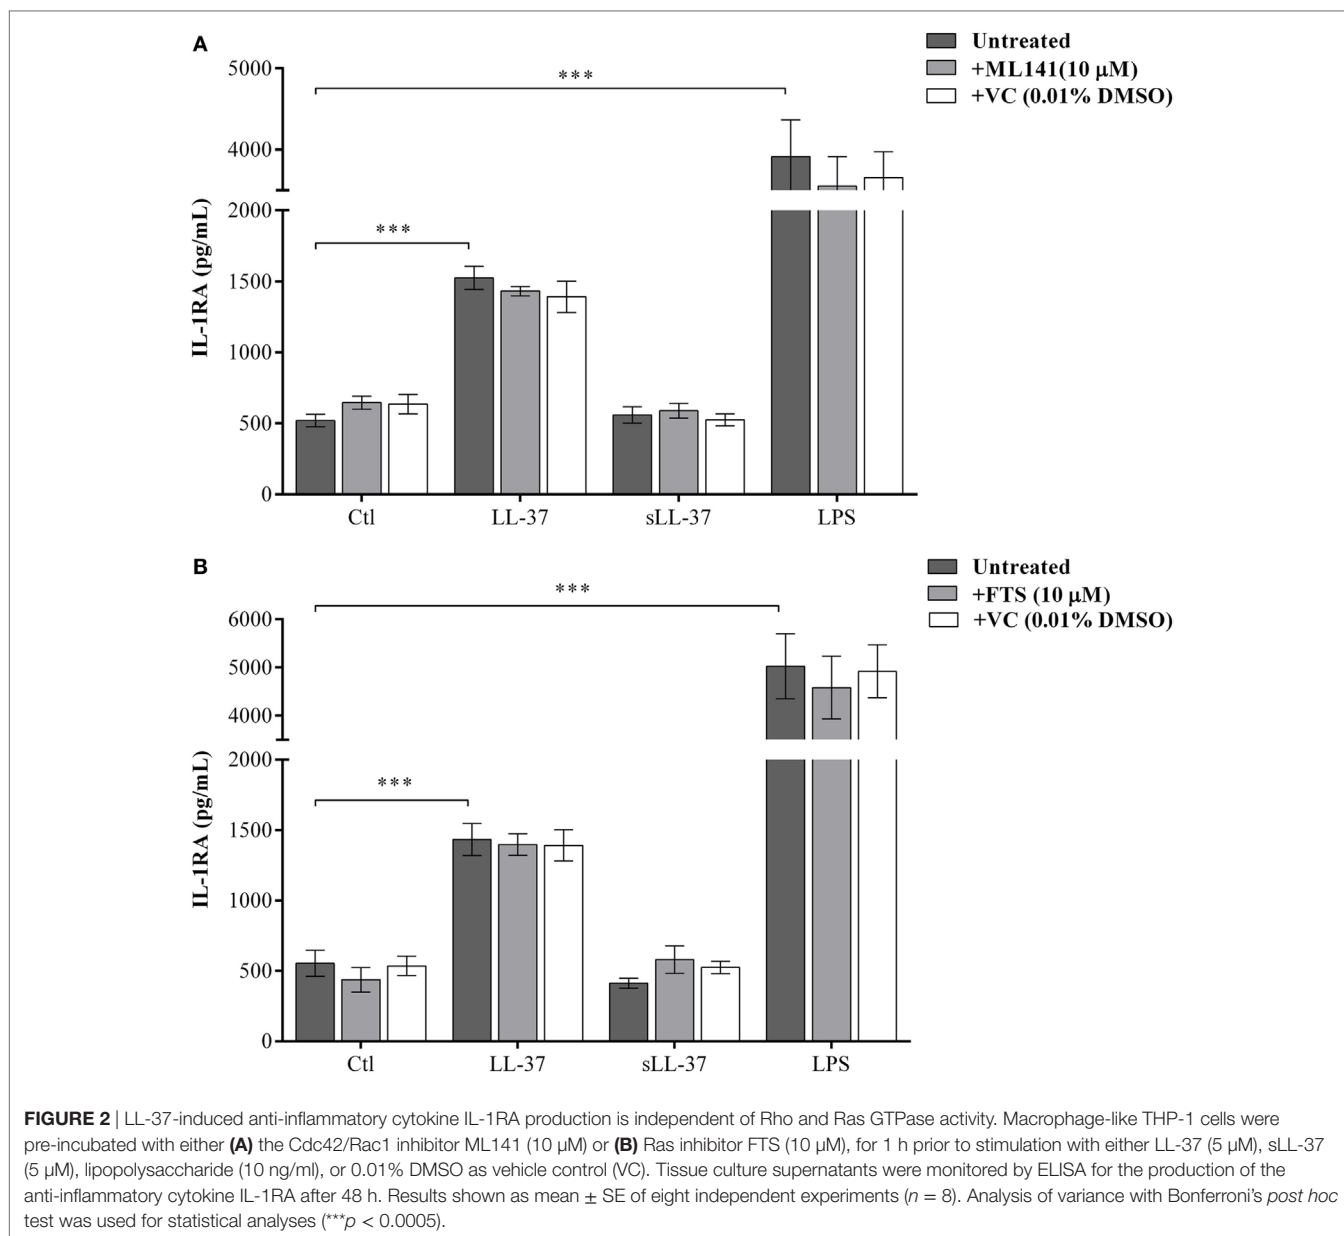 A
Untreated
+ML141(10 µM)
+VC (0.01% DMSO)
5000
4000
2000
1500
1000
500
0
IL-1RA (pg/mL)
***
***
Ctl LL-37 sLL-37 LPS
B
Untreated
+FTS (10 µM)
+VC (0.01% DMSO)
6000
5000
4000
2000
1500
1000
500
0
IL-1RA (pg/mL)
***
***
Ctl LL-37 sLL-37 LPS
FIGURE 2 | LL-37-induced anti-inflammatory cytokine IL-1RA production is independent of Rho and Ras GTPase activity. Macrophage-like THP-1 cells were
pre-incubated with either (A) the Cdc42/Rac1 inhibitor ML141 (10 µM) or (B) Ras inhibitor FTS (10 µM), for 1 h prior to stimulation with either LL-37 (5 µM), sLL-37
(5 µM), lipopolysaccharide (10 ng/ml), or 0.01% DMSO as vehicle control (VC). Tissue culture supernatants were monitored by ELISA for the production of the
anti-inflammatory cytokine IL-1RA after 48 h. Results shown as mean ± SE of eight independent experiments (n = 8). Analysis of variance with Bonferroni's post hoc
test was used for statistical analyses (***p < 0.0005).